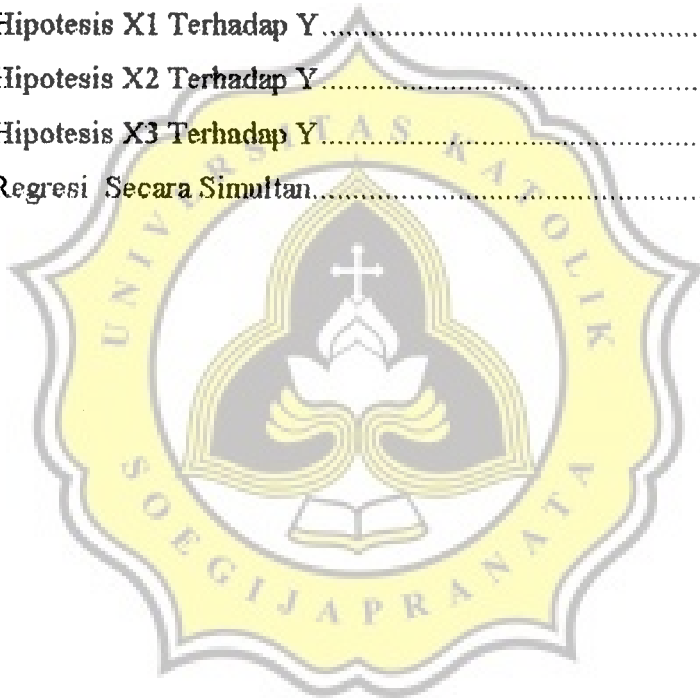 Hipotesis X1 Terhadap Y..........................................
Hipotesis X2 Terhadap Y..........................................
Hipotesis X3 Terhadap Y..........................................
Regresi Secara Simultan...........................................
UNIVERSITAS KATOLIK
SOEGIJAPRANATA